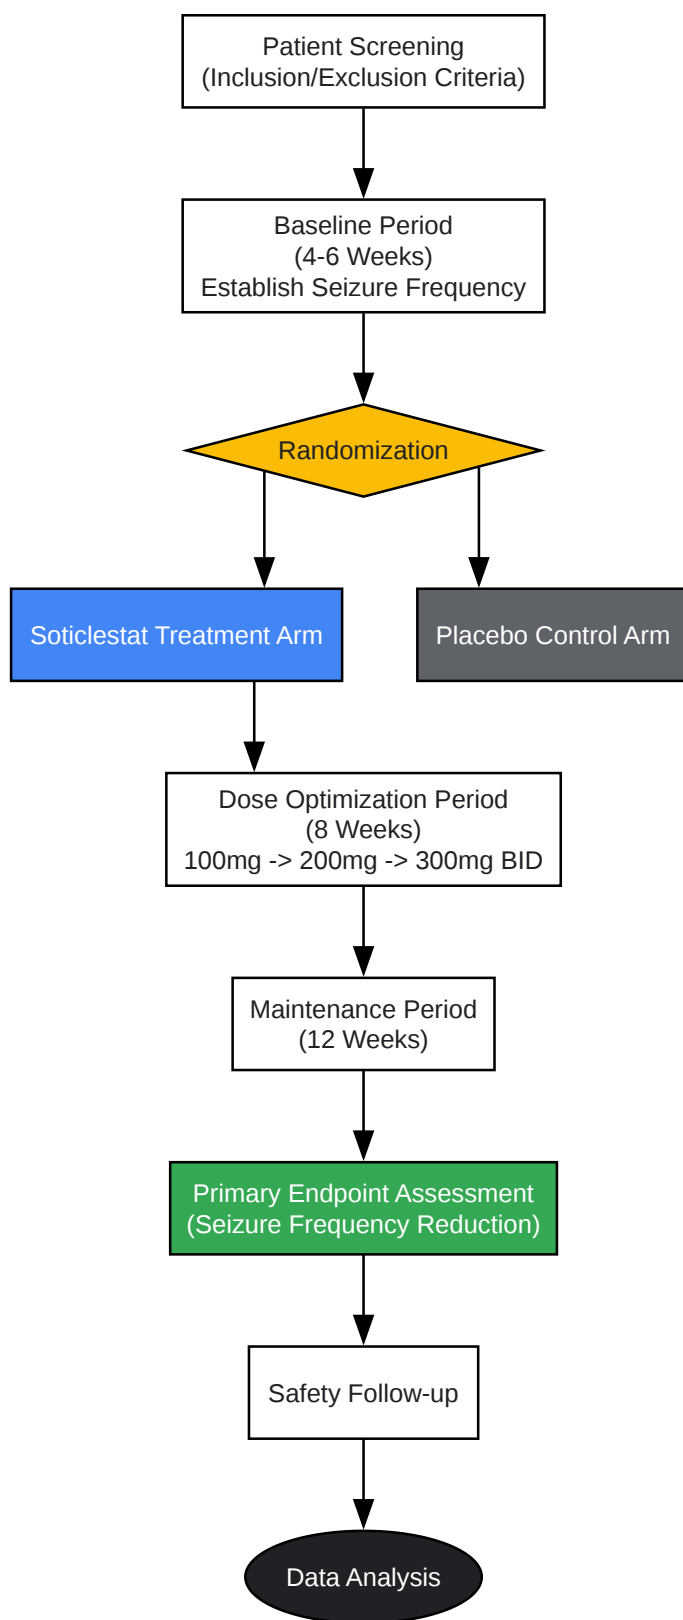 Patient Screening
(Inclusion/Exclusion Criteria)
Baseline Period
(4-6 Weeks)
Establish Seizure Frequency
Randomization
Soticlestat Treatment Arm
Placebo Control Arm
Dose Optimization Period
(8 Weeks)
100mg -> 200mg -> 300mg BID
Maintenance Period
(12 Weeks)
Primary Endpoint Assessment
(Seizure Frequency Reduction)
Safety Follow-up
Data Analysis